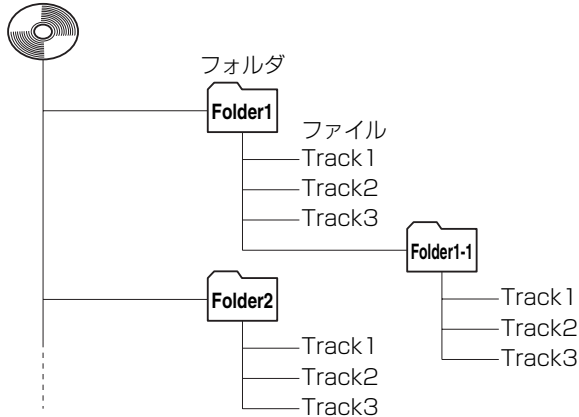 フォルダ
Folder1
ファイル
Track1
Track2
Track3
Folder1-1
Track1
Track2
Track3
Folder2
Track1
Track2
Track3